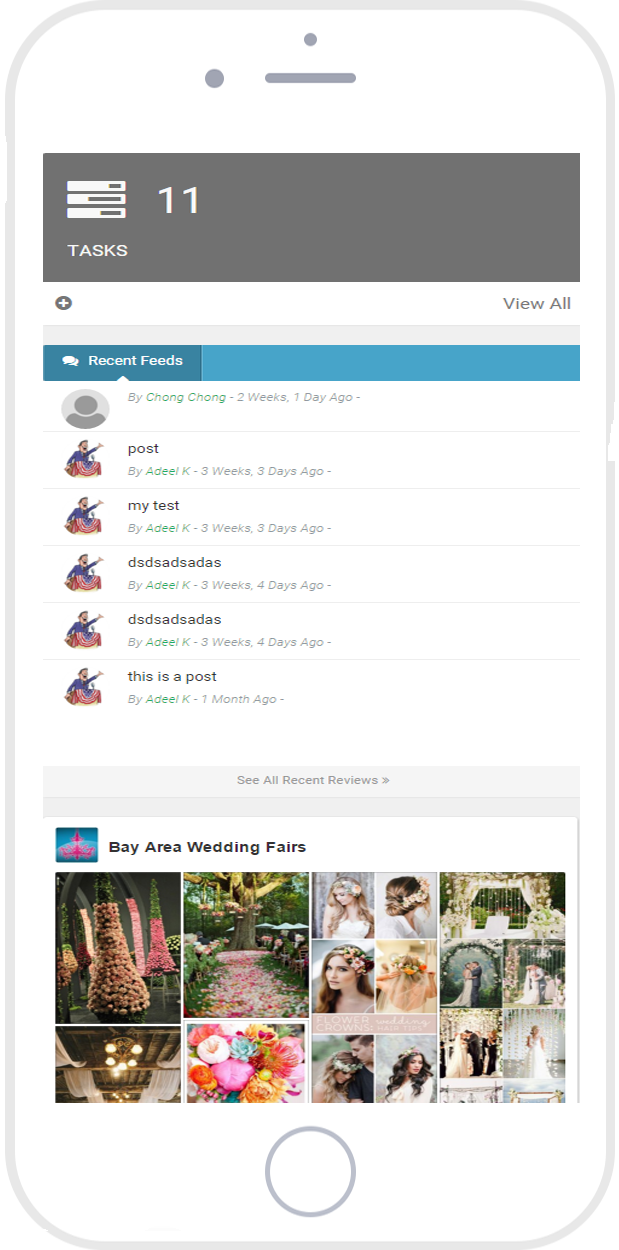 11
TASKS
View All
Recent Feeds
By Chong Chong - 2 Weeks, 1 Day Ago -
post
By Adeel K - 3 Weeks, 3 Days Ago -
my test
By Adeel K - 3 Weeks, 3 Days Ago -
dsdsadsadas
By Adeel K - 3 Weeks, 4 Days Ago -
dsdsadsadas
By Adeel K - 3 Weeks, 4 Days Ago -
this is a post
By Adeel K - 1 Month Ago -
See All Recent Reviews »
Bay Area Wedding Fairs
FLOWER wedding
CROWNS HAIR TIPS